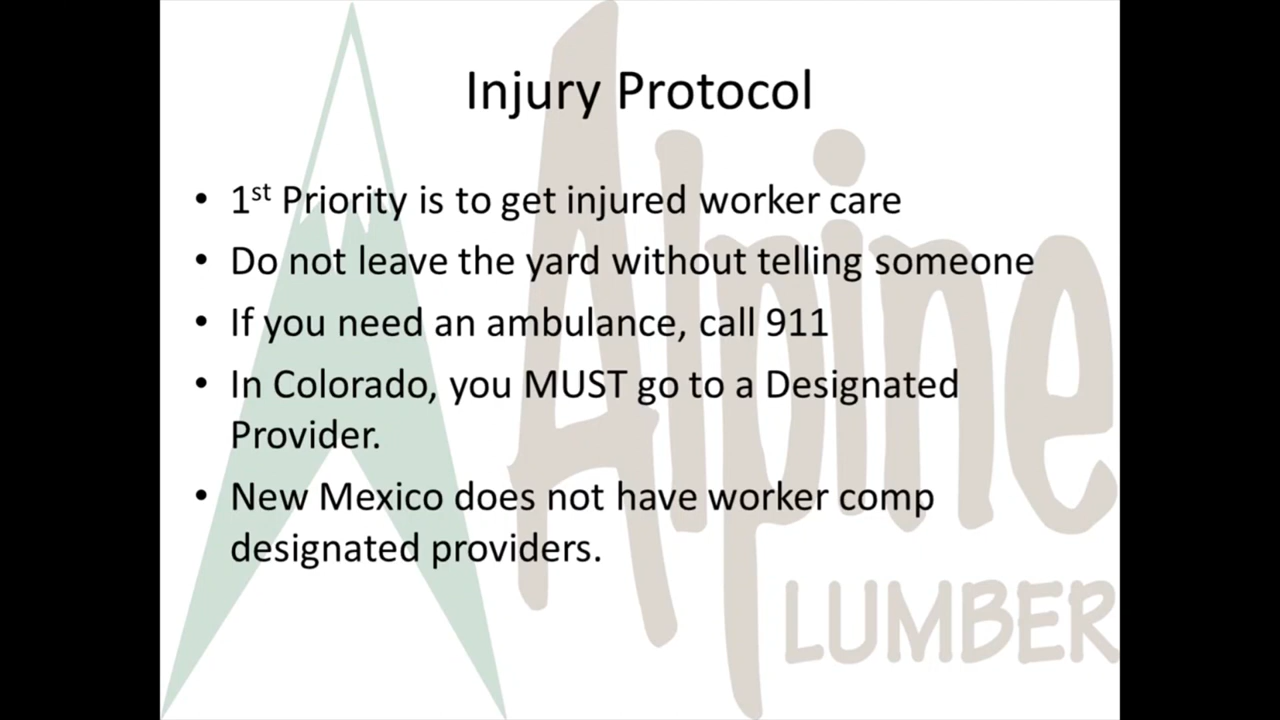 Injury Protocol
• 1st Priority is to get injured worker care
• Do not leave the yard without telling someone
• If you need an ambulance, call 911
• In Colorado, you MUST go to a Designated
Provider.
• New Mexico does not have worker comp
designated providers.
Alpine
LUMBER